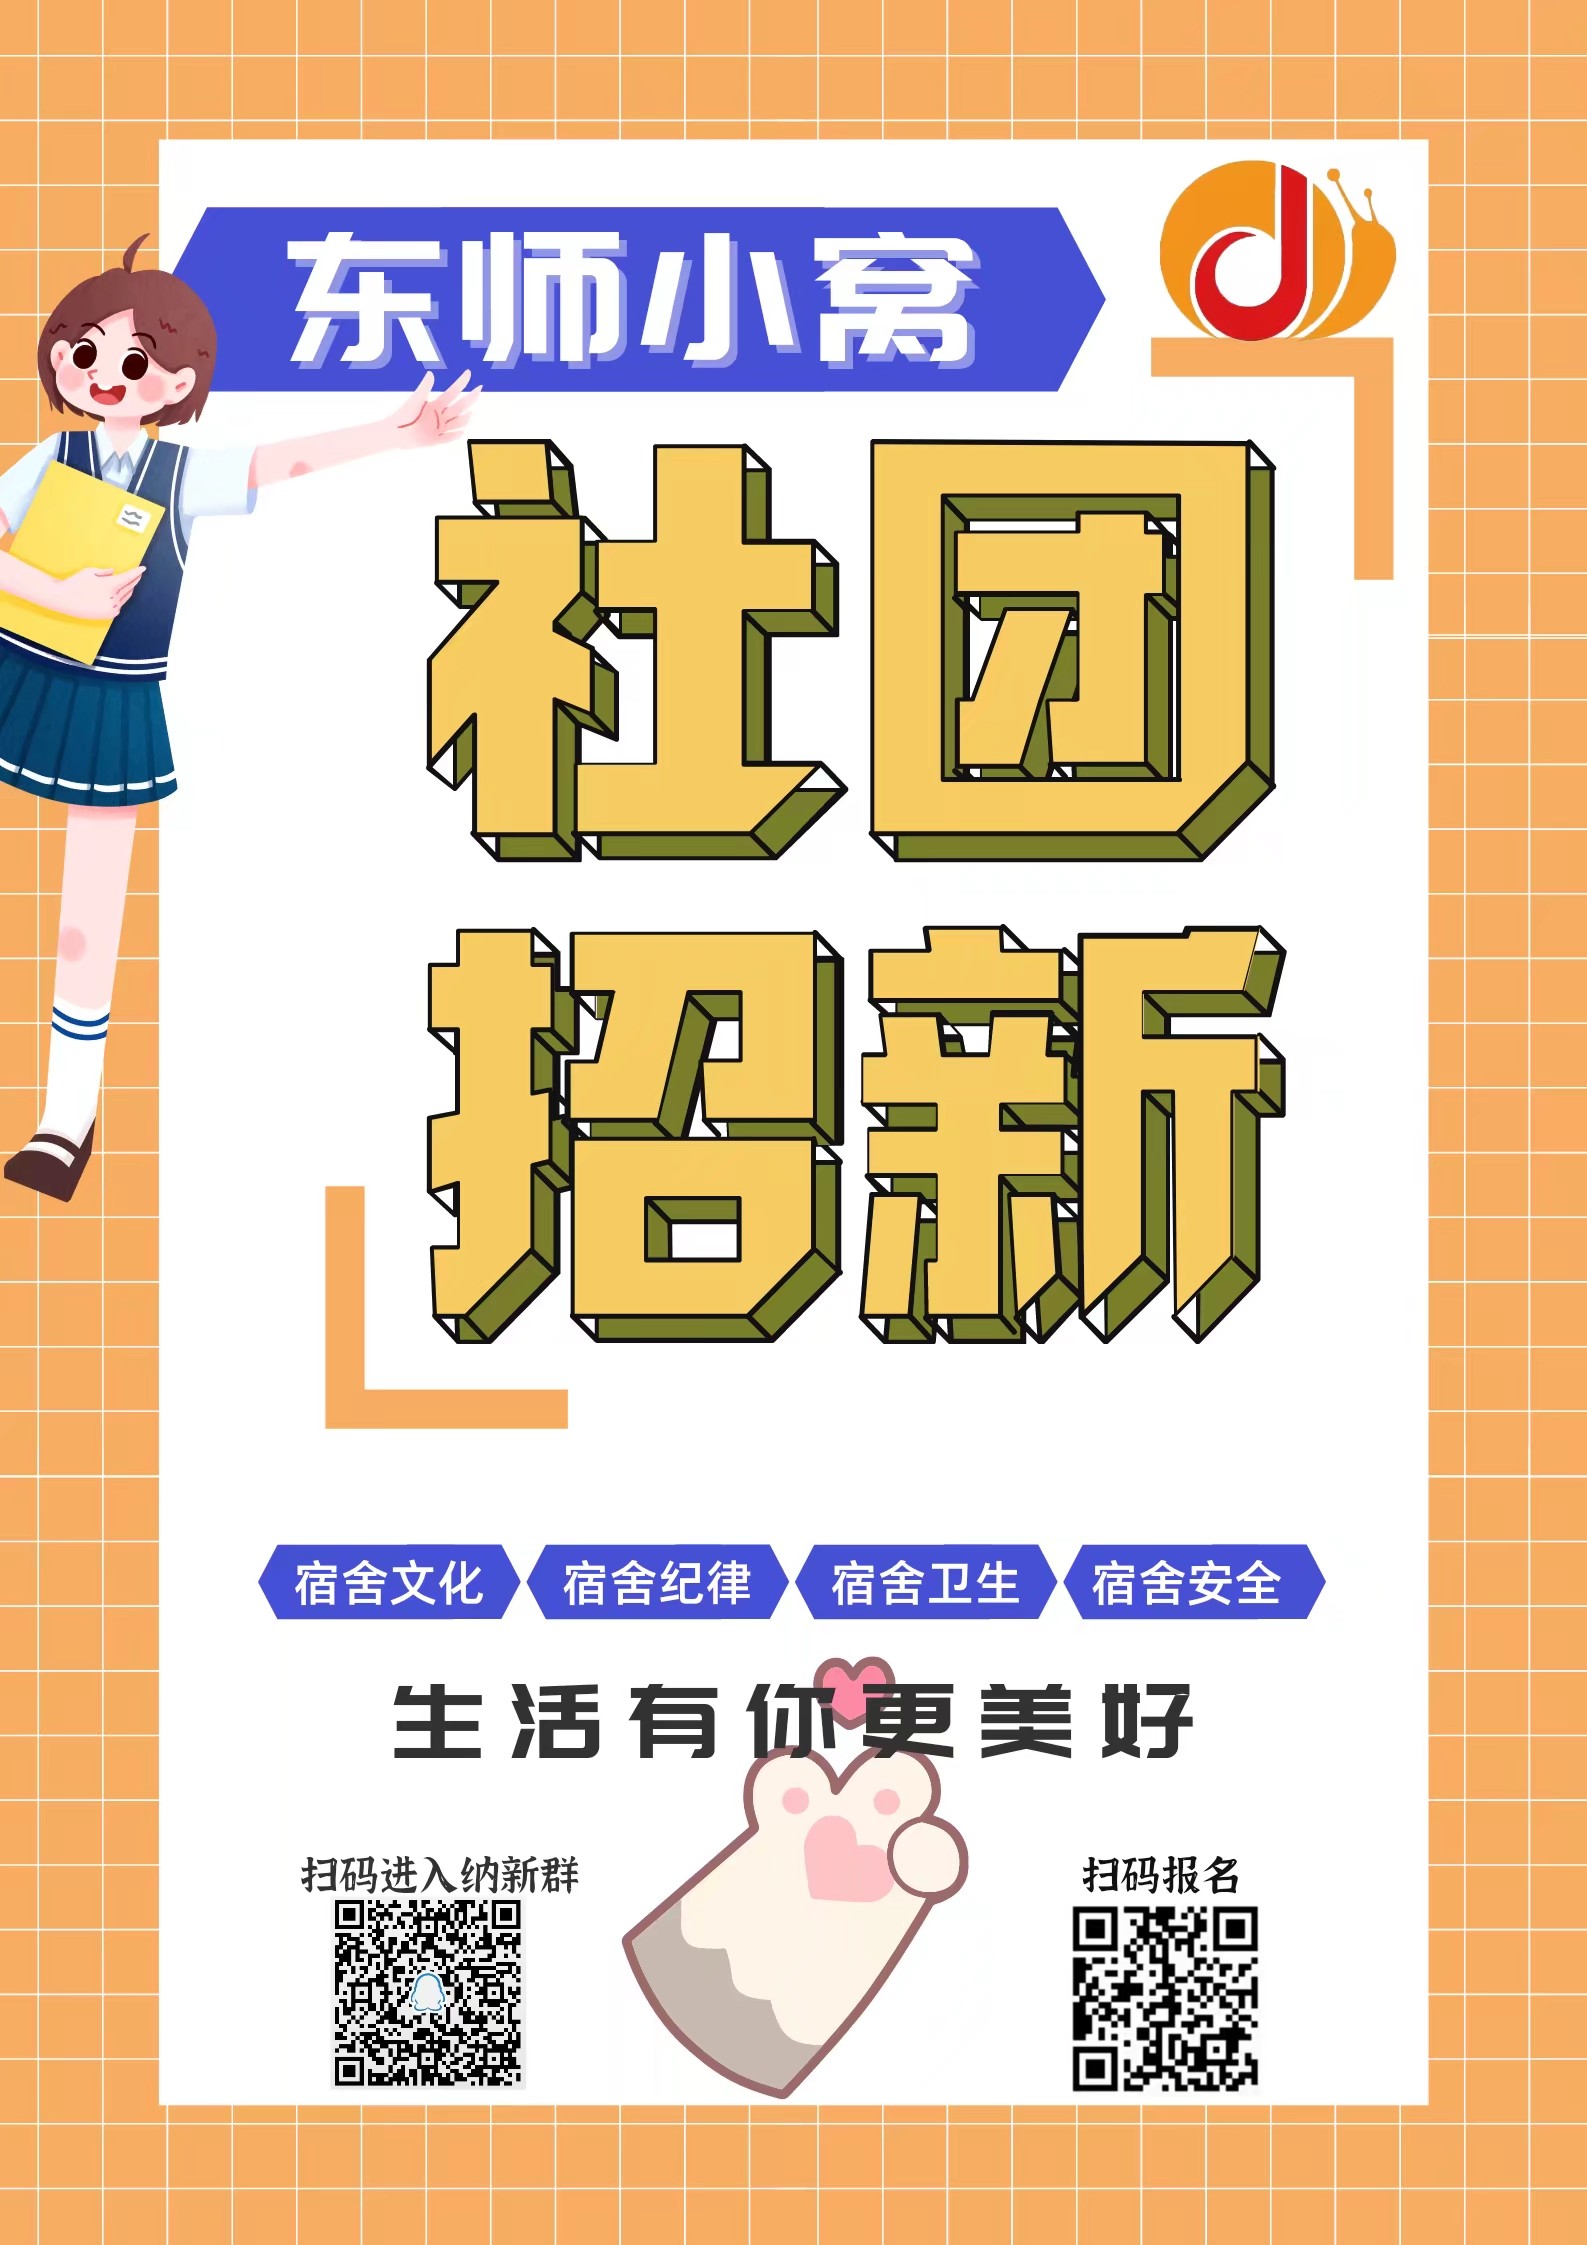 东师小窝
社团
招新
宿舍文化 宿舍纪律 宿舍卫生 宿舍安全
生活有你更美好
扫码进入纳新群 扫码报名